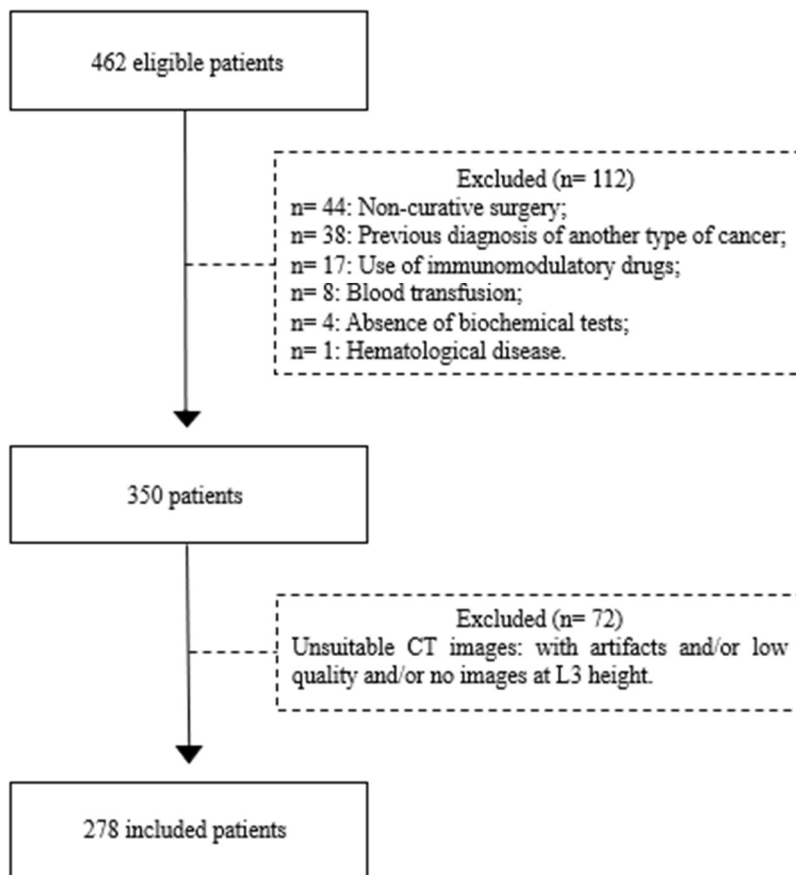 462 eligible patients
Excluded (n= 112)
n= 44: Non-curative surgery;
n= 38: Previous diagnosis of another type of cancer;
n= 17: Use of immunomodulatory drugs;
n= 8: Blood transfusion;
n= 4: Absence of biochemical tests;
n= 1: Hematological disease.
350 patients
Excluded (n= 72)
Unsuitable CT images: with artifacts and/or low
quality and/or no images at L3 height.
278 included patients